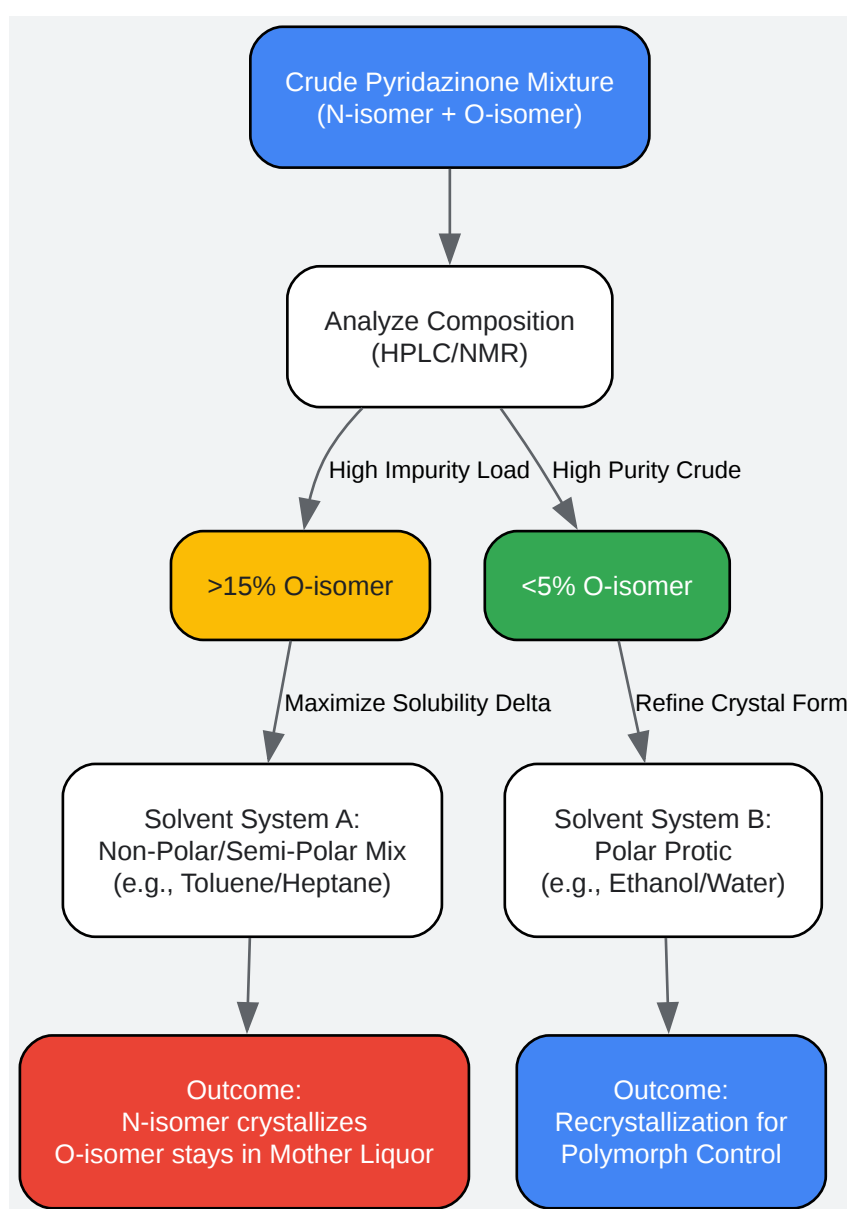 Crude Pyridazinone Mixture
(N-isomer + O-isomer)
Analyze Composition
(HPLC/NMR)
High Impurity Load
High Purity Crude
>15% O-isomer
<5% O-isomer
Maximize Solubility Delta
Refine Crystal Form
Solvent System A:
Non-Polar/Semi-Polar Mix
(e.g., Toluene/Heptane)
Solvent System B:
Polar Protic
(e.g., Ethanol/Water)
Outcome:
N-isomer crystallizes
O-isomer stays in Mother Liquor
Outcome:
Recrystallization for
Polymorph Control